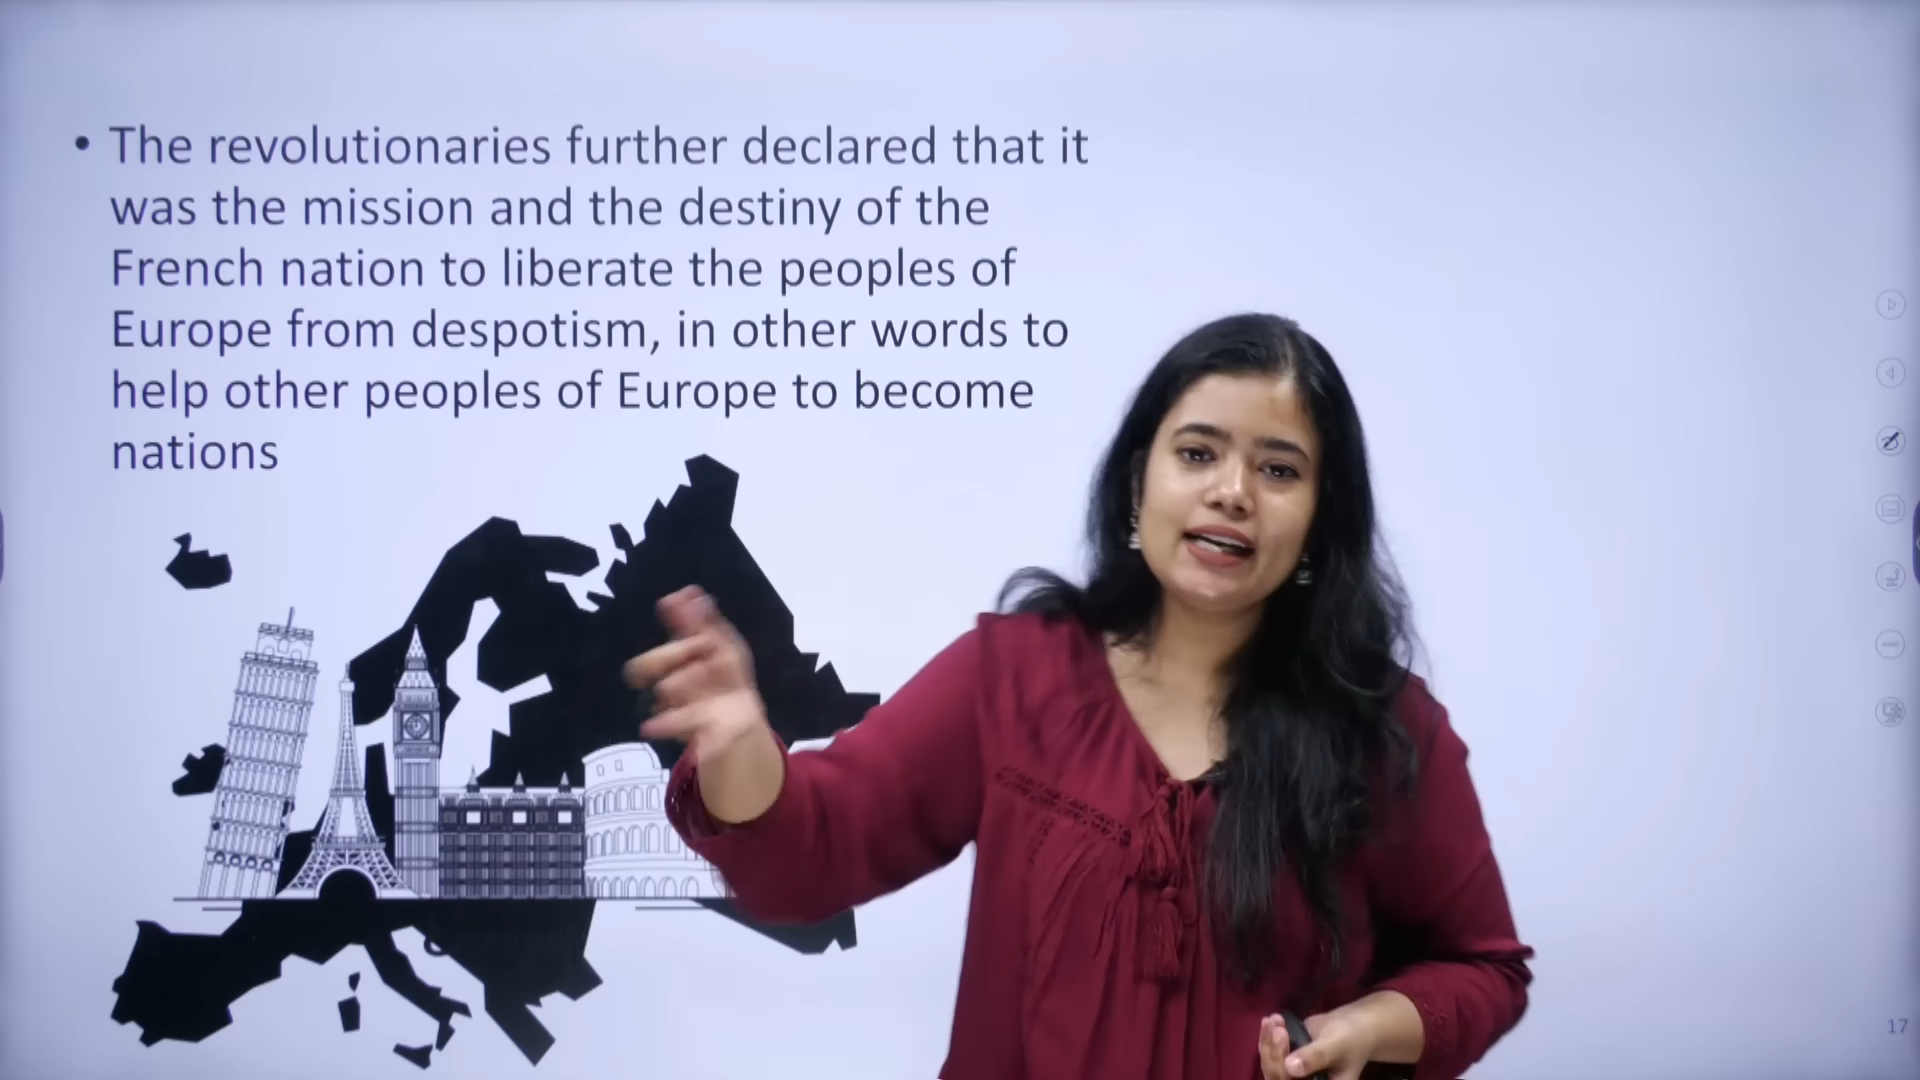 • The revolutionaries further declared that it
was the mission and the destiny of the
French nation to liberate the peoples of
Europe from despotism, in other words to
help other peoples of Europe to become
nations
17